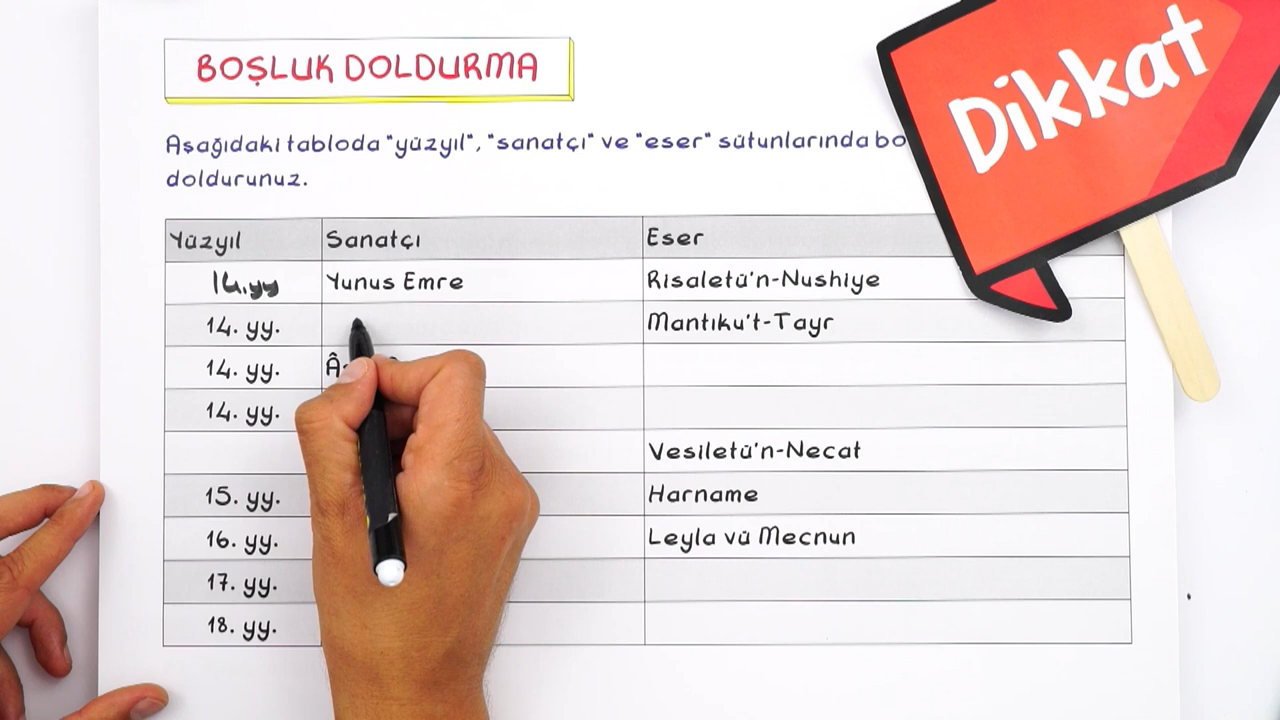 BOŞLUK DOLDURMA
Dikkat
Aşağıdaki tabloda "yüzyıl", "sanatçı" ve "eser" sütunlarında
doldurunuz.
Yüzyıl Sanatçı Eser
14.yy Yunus Emre Risaletü'n-Nushiye
14. yy. Mantıku't-Tayr
14. yy.
14. yy.
Vesiletü'n-Necat
15. yy. Harname
16. yy. Leyla vü Mecnun
17. yy.
18. yy.